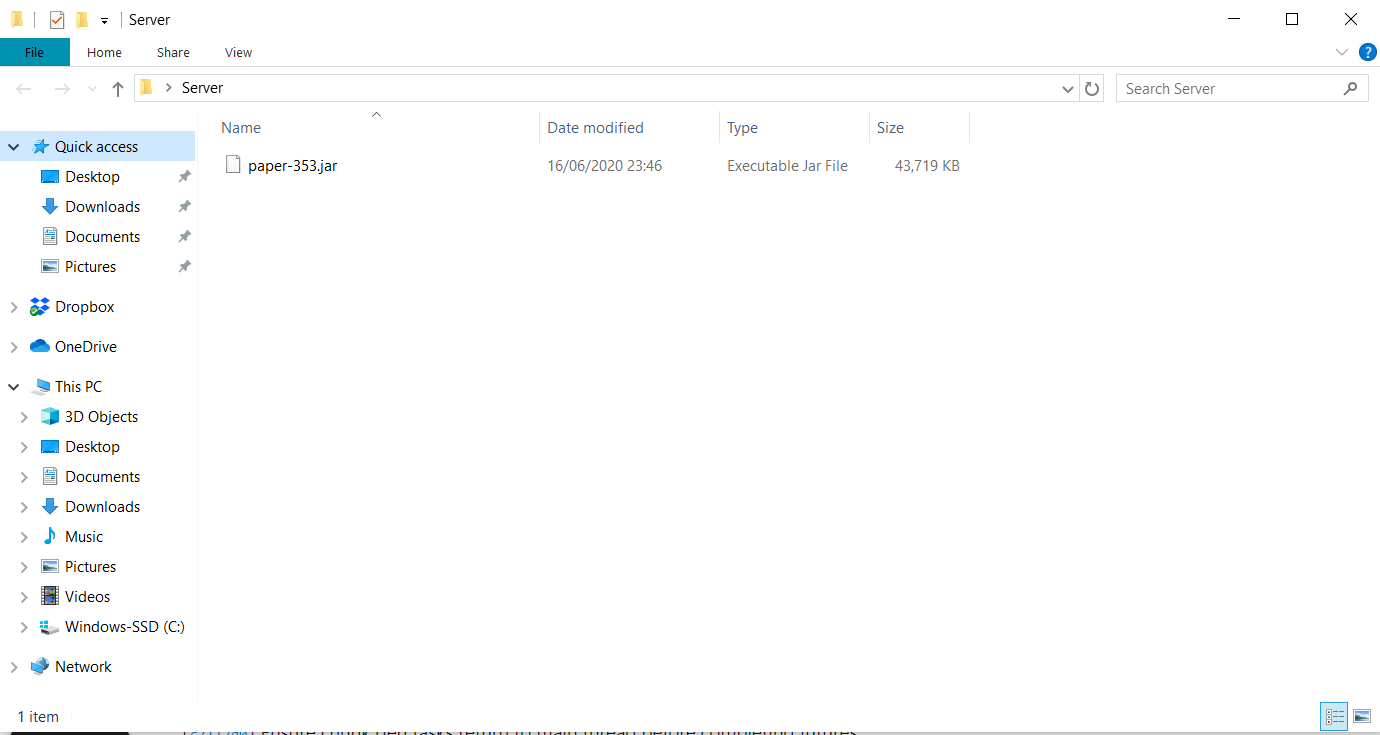 Server
File Home Share View
Server
Search Server
Name Date modified Type Size
paper-353.jar 16/06/2020 23:46 Executable Jar File 43,719 KB
Quick access
Desktop
Downloads
Documents
Pictures
Dropbox
OneDrive
This PC
3D Objects
Desktop
Documents
Downloads
Music
Pictures
Videos
Windows-SSD (C:)
Network
1 item